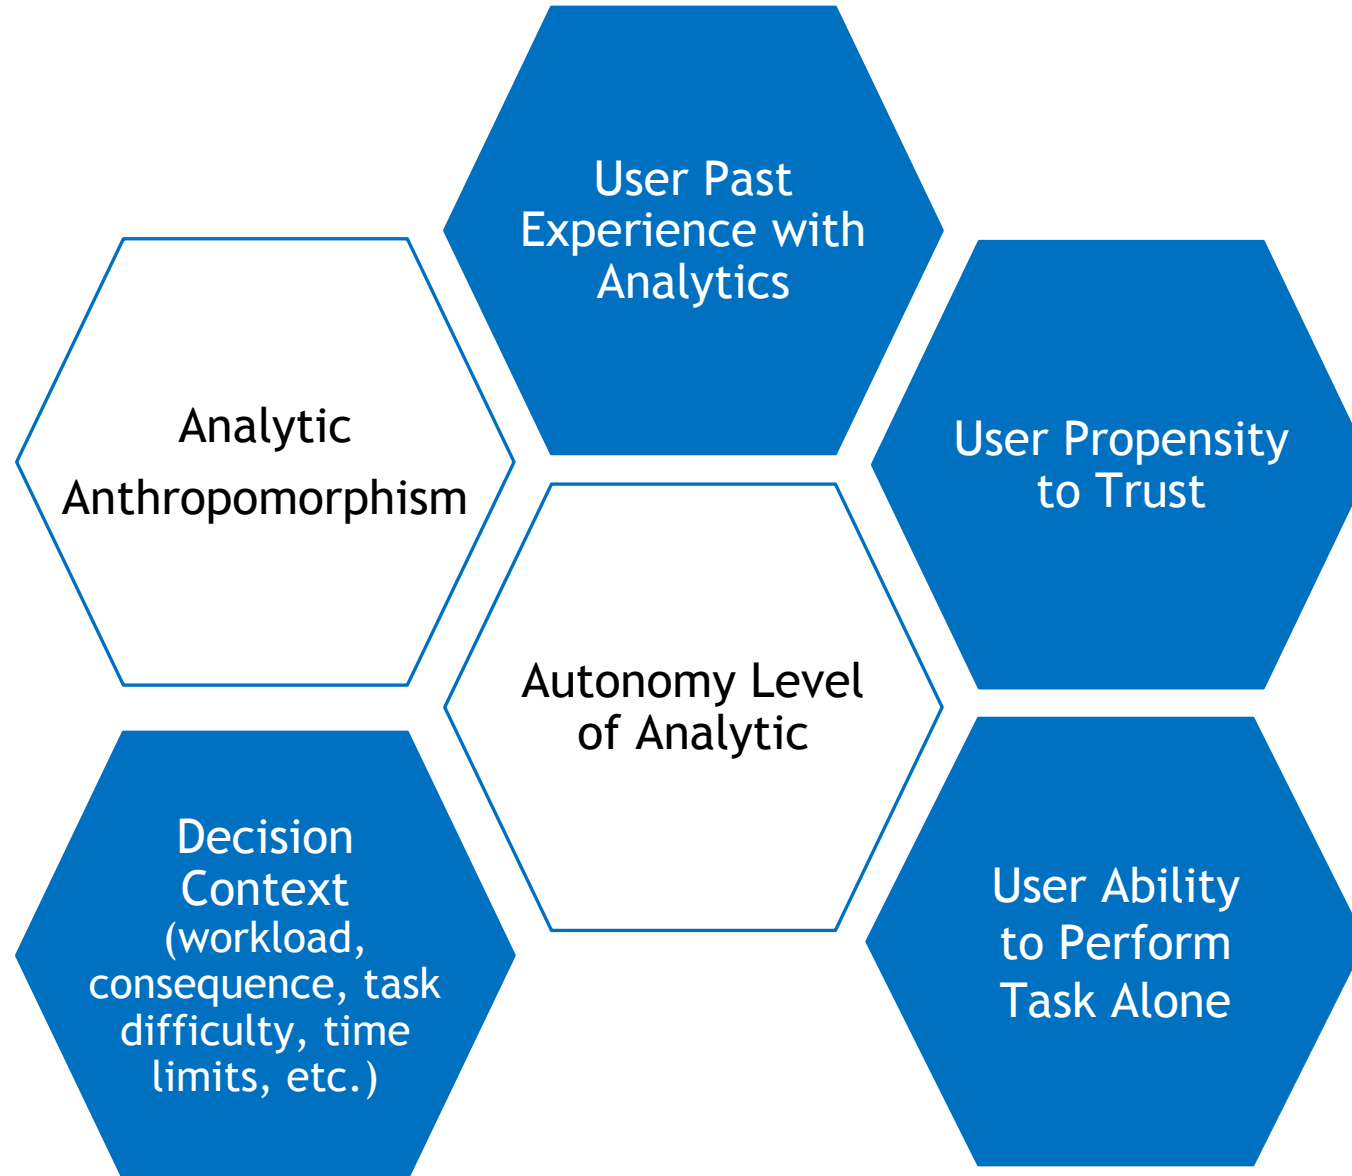 User Past
Experience with
Analytics
Analytic
Anthropomorphism
User Propensity
to Trust
Autonomy Level
of Analytic
Decision
Context
(workload,
consequence, task
difficulty, time
limits, etc.)
User Ability
to Perform
Task Alone